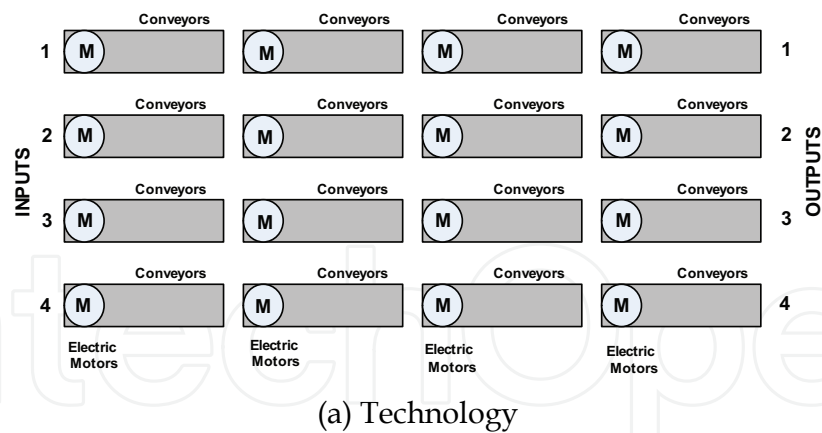 Conveyors Conveyors Conveyors Conveyors
1 M M M M 1
Conveyors Conveyors Conveyors Conveyors
2 M M M M 2
INPUTS
OUTPUTS
Conveyors Conveyors Conveyors Conveyors
3 M M M M 3
Conveyors Conveyors Conveyors Conveyors
4 M M M M 4
Electric Electric Electric Electric
Motors Motors Motors Motors
(a) Technology